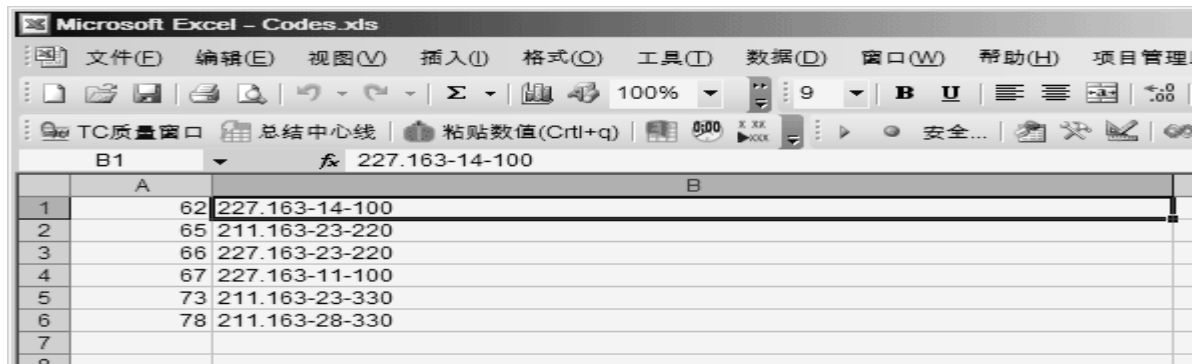 Microsoft Excel - Codes.xls
文件(F) 编辑(E) 视图(V) 插入(I) 格式(O) 工具(T) 数据(D) 窗口(W) 帮助(H) 项目管理
Σ 100% 9 B U
TC质量窗口 总结中心线 粘贴数值(Crtl+q) 0;00 X.XX 安全...
B1 fx 227.163-14-100
A B
1 62 227.163-14-100
2 65 211.163-23-220
3 66 227.163-23-220
4 67 227.163-11-100
5 73 211.163-23-330
6 78 211.163-28-330
7